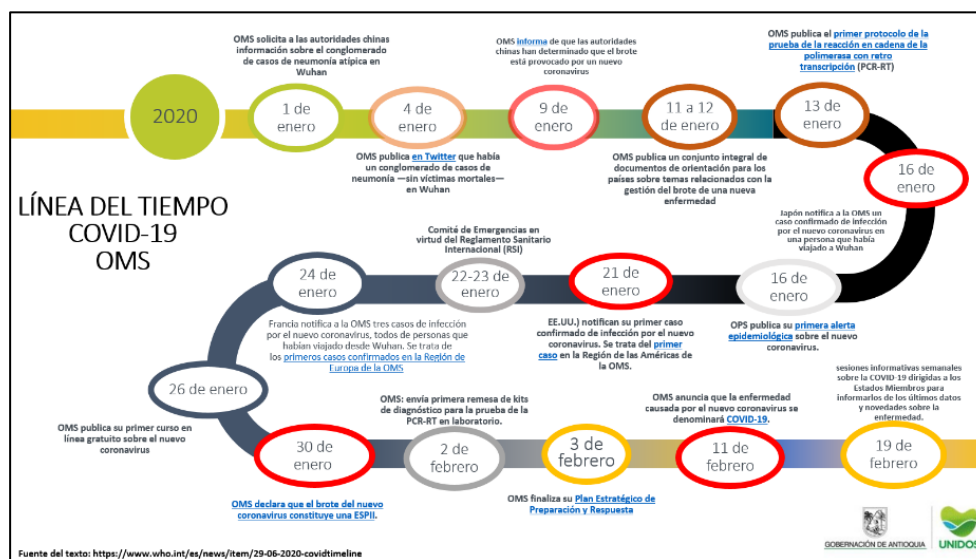 2020
OMS solicita a las autoridades chinas
información sobre el conglomerado
de casos de neumonía atípica en
Wuhan
1 de
enero
4 de
enero
OMS publica en Twitter que había
un conglomerado de casos de
neumonía —sin víctimas mortales—
en Wuhan
OMS informa de que las autoridades
chinas han determinado que el brote
está provocado por un nuevo
coronavirus
9 de
enero
11 a 12
de enero
OMS publica un conjunto integral de
documentos de orientación para los
países sobre temas relacionados con la
gestión del brote de una nueva
enfermedad
OMS publica el primer protocolo de la
prueba de la reacción en cadena de la
polimerasa con retro
transcripción (PCR-RT)
13 de
enero
16 de
enero
Japón notifica a la OMS un
caso confirmado de infección
por el nuevo coronavirus en
una persona que había
viajado a Wuhan
LÍNEA DEL TIEMPO
COVID-19
OMS
16 de
enero
OPS publica su primera alerta
epidemiológica sobre el nuevo
coronavirus.
21 de
enero
EE.UU.) notifican su primer caso
confirmado de infección por el nuevo
coronavirus. Se trata del primer
caso en la Región de las Américas de
la OMS.
Comité de Emergencias en
virtud del Reglamento Sanitario
Internacional (RSI)
22-23 de
enero
24 de
enero
Francia notifica a la OMS tres casos de infección
por el nuevo coronavirus, todos de personas que
habían viajado desde Wuhan. Se trata de
los primeros casos confirmados en la Región de
Europa de la OMS
26 de enero
OMS publica su primer curso en
línea gratuito sobre el nuevo
coronavirus
30 de
enero
OMS declara que el brote del nuevo
coronavirus constituye una ESPII.
OMS: envía primera remesa de kits
de diagnóstico para la prueba de la
PCR-RT en laboratorio.
2 de
febrero
3 de
febrero
OMS finaliza su Plan Estratégico de
Preparación y Respuesta
OMS anuncia que la enfermedad
causada por el nuevo coronavirus se
denominará COVID-19.
11 de
febrero
sesiones informativas semanales
sobre la COVID-19 dirigidas a los
Estados Miembros para
informarlos de los últimos datos
y novedades sobre la
enfermedad.
19 de
febrero
Fuente del texto: https://www.who.int/es/news/item/29-06-2020-covidtimeline
GOBERNACIÓN DE ANTIOQUIA
UNIDOS